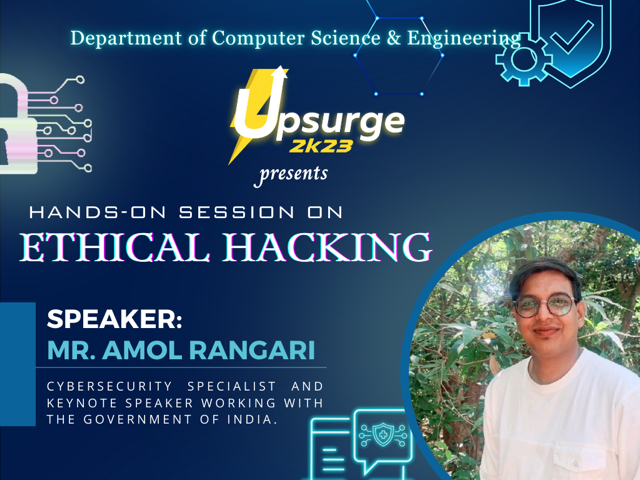 Department of Computer Science & Engineering
Upsurge
2K23
presents
HANDS-ON SESSION ON
ETHICAL HACKING
SPEAKER:
MR. AMOL RANGARI
CYBERSECURITY SPECIALIST AND
KEYNOTE SPEAKER WORKING WITH
THE GOVERNMENT OF INDIA.